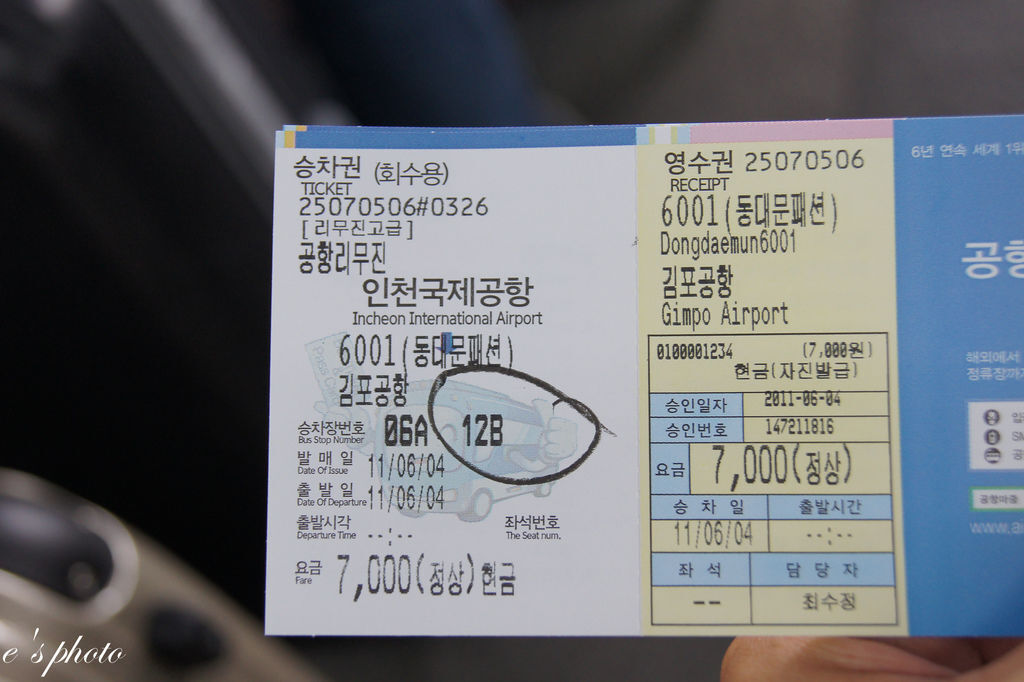 승차권 (회수용)
TICKET
25070506#0326
[리무진고급]
공항리무진
인천국제공항
Incheon International Airport
6001(동대문패션)
김포공항
승차장번호 06A 12B
Bus Stop Number
발 매 일 11/06/04
Date Of Issue
출 발 일 11/06/04
Date Of Departure
출발시각 --:-- 좌석번호
Departure Time The Seat num.
요금 7,000(정상)현금
Fare
영수권 25070506
RECEIPT
6001(동대문패션)
Dongdaemun6001
김포공항
Gimpo Airport
0100001234 (7,000원)
현금(자진발급)
승인일자 2011-06-04
승인번호 147211816
요금 7,000(정상)
승 차 일 출발시간
11/06/04 --:--
좌 석 담 당 자
-- 최수정
6년 연속 세계 1위
해외에서
공항마중
e's photo